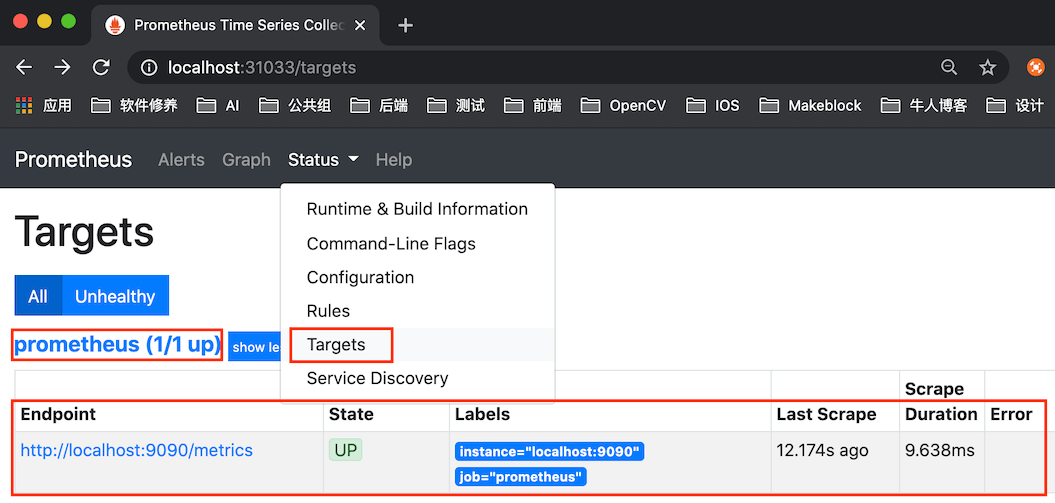 Prometheus Time Series Collec
localhost:31033/targets
应用 软件修养 AI 公共组 后端 测试 前端 OpenCV IOS Makeblock 牛人博客 设计
Prometheus Alerts Graph Status Help
Runtime & Build Information
Command-Line Flags
Configuration
Rules
Targets
Service Discovery
Targets
All Unhealthy
prometheus (1/1 up) show le
Endpoint State Labels Last Scrape Scrape Duration Error
http://localhost:9090/metrics UP instance="localhost:9090" 12.174s ago 9.638ms
job="prometheus"